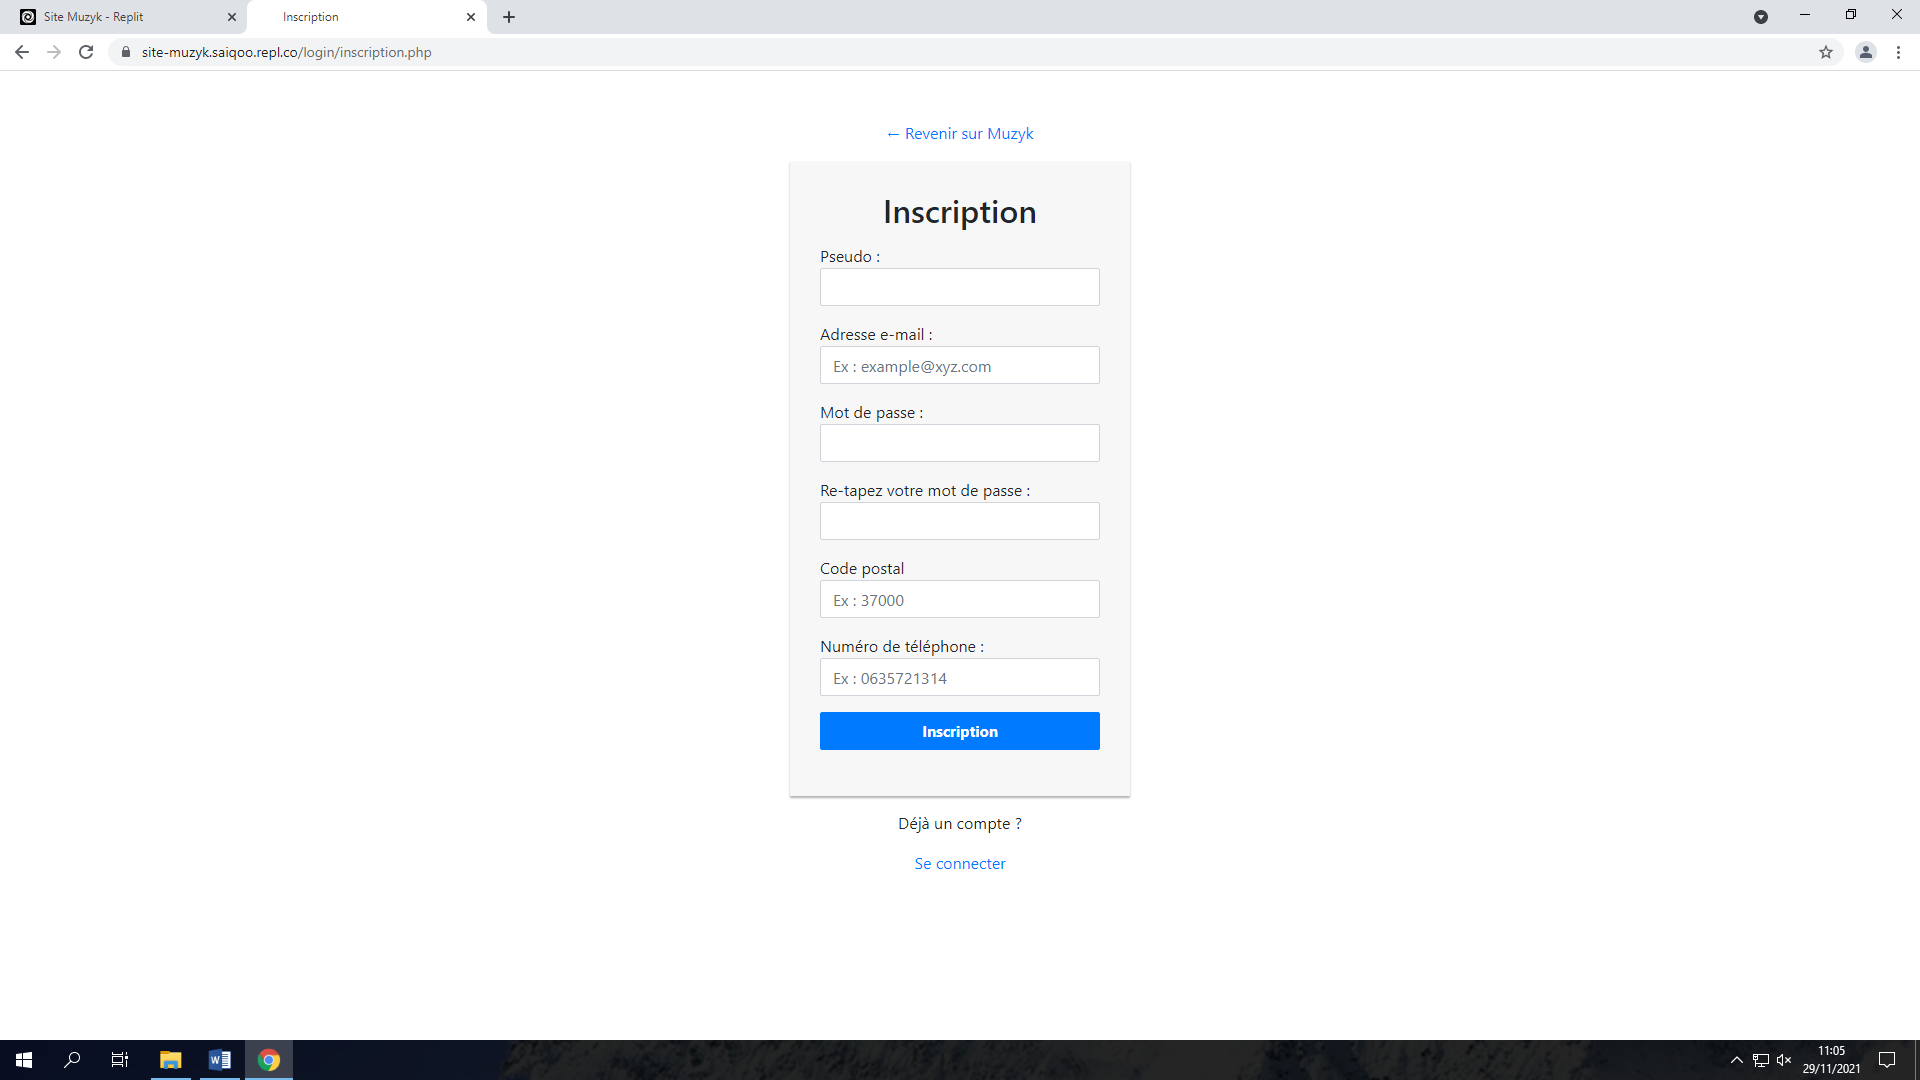 Site Muzyk - Replit
Inscription
site-muzyk.saiqoo.repl.co/login/inscription.php
← Revenir sur Muzyk
Inscription
Pseudo :
Adresse e-mail :
Ex : example@xyz.com
Mot de passe :
Re-tapez votre mot de passe :
Code postal
Ex : 37000
Numéro de téléphone :
Ex : 0635721314
Inscription
Déjà un compte ?
Se connecter
11:05
29/11/2021